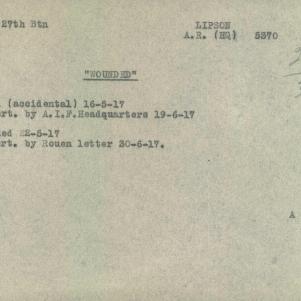 27th Btn LIPSON
A.R. (HQ) 5370
"WOUNDED"
(accidental) 16-5-17
rt. by A.I.F.Headquarters 19-6-17
ed 22-5-17
rt. by Rouen letter 30-6-17.
A